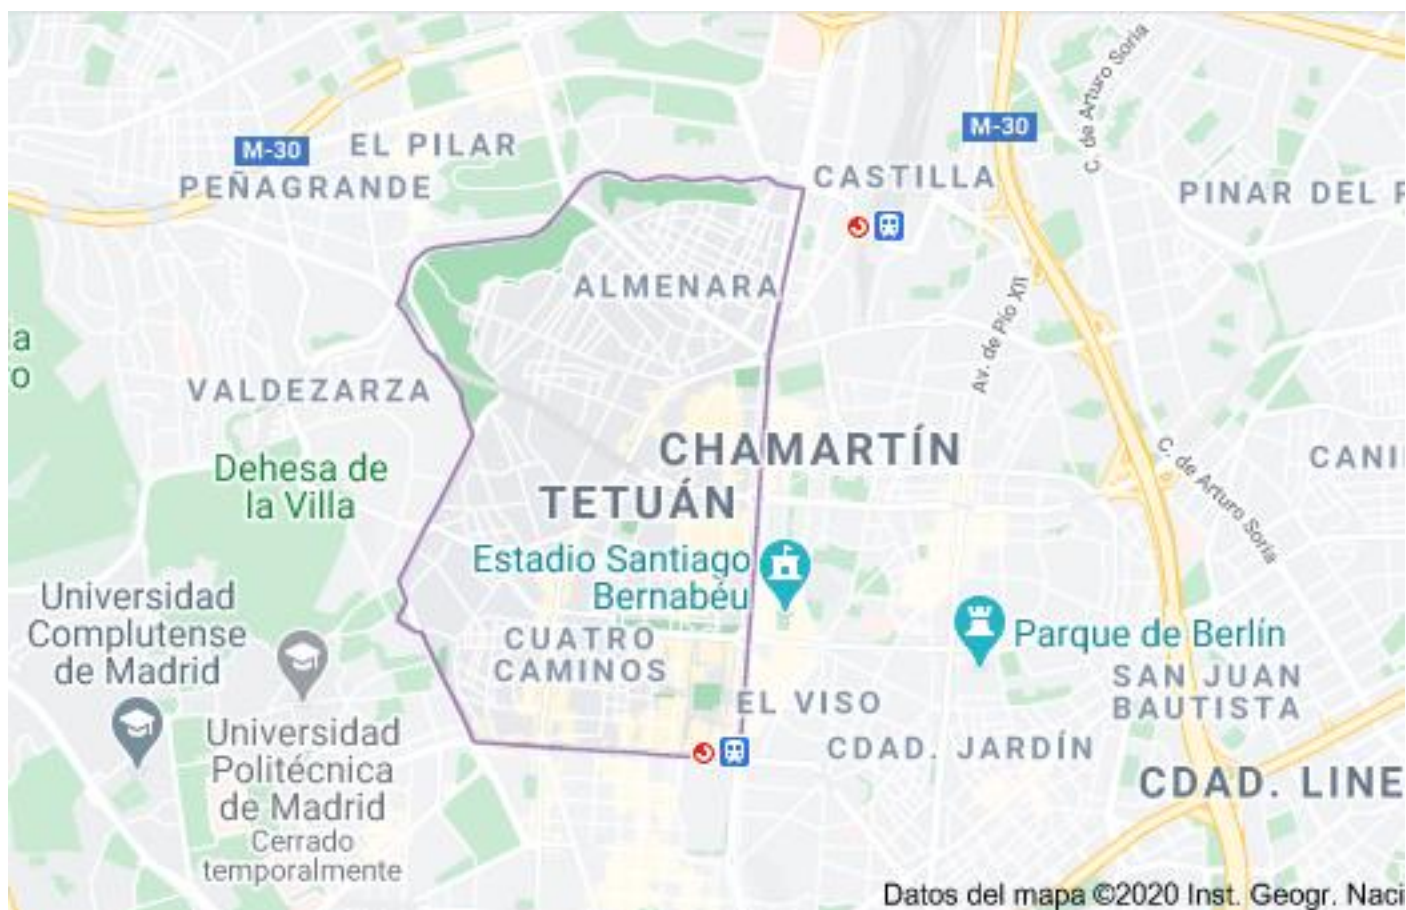 C. de Arturo Soria
M-30
EL PILAR
M-30
PEÑAGRANDE
CASTILLA
PINAR DEL P
ALMENARA
Av. de Pío XII
a
o
VALDEZARZA
CHAMARTÍN
Dehesa de
la Villa
CANI
C. de Arturo Soria
TETUÁN
Estadio Santiago
Bernabéu
Universidad
Complutense
de Madrid
CUATRO
CAMINOS
Parque de Berlín
SAN JUAN
BAUTISTA
EL VISO
Universidad
Politécnica
de Madrid
Cerrado
temporalmente
CDAD. JARDÍN
CDAD. LINE
Datos del mapa ©2020 Inst. Geogr. Naci